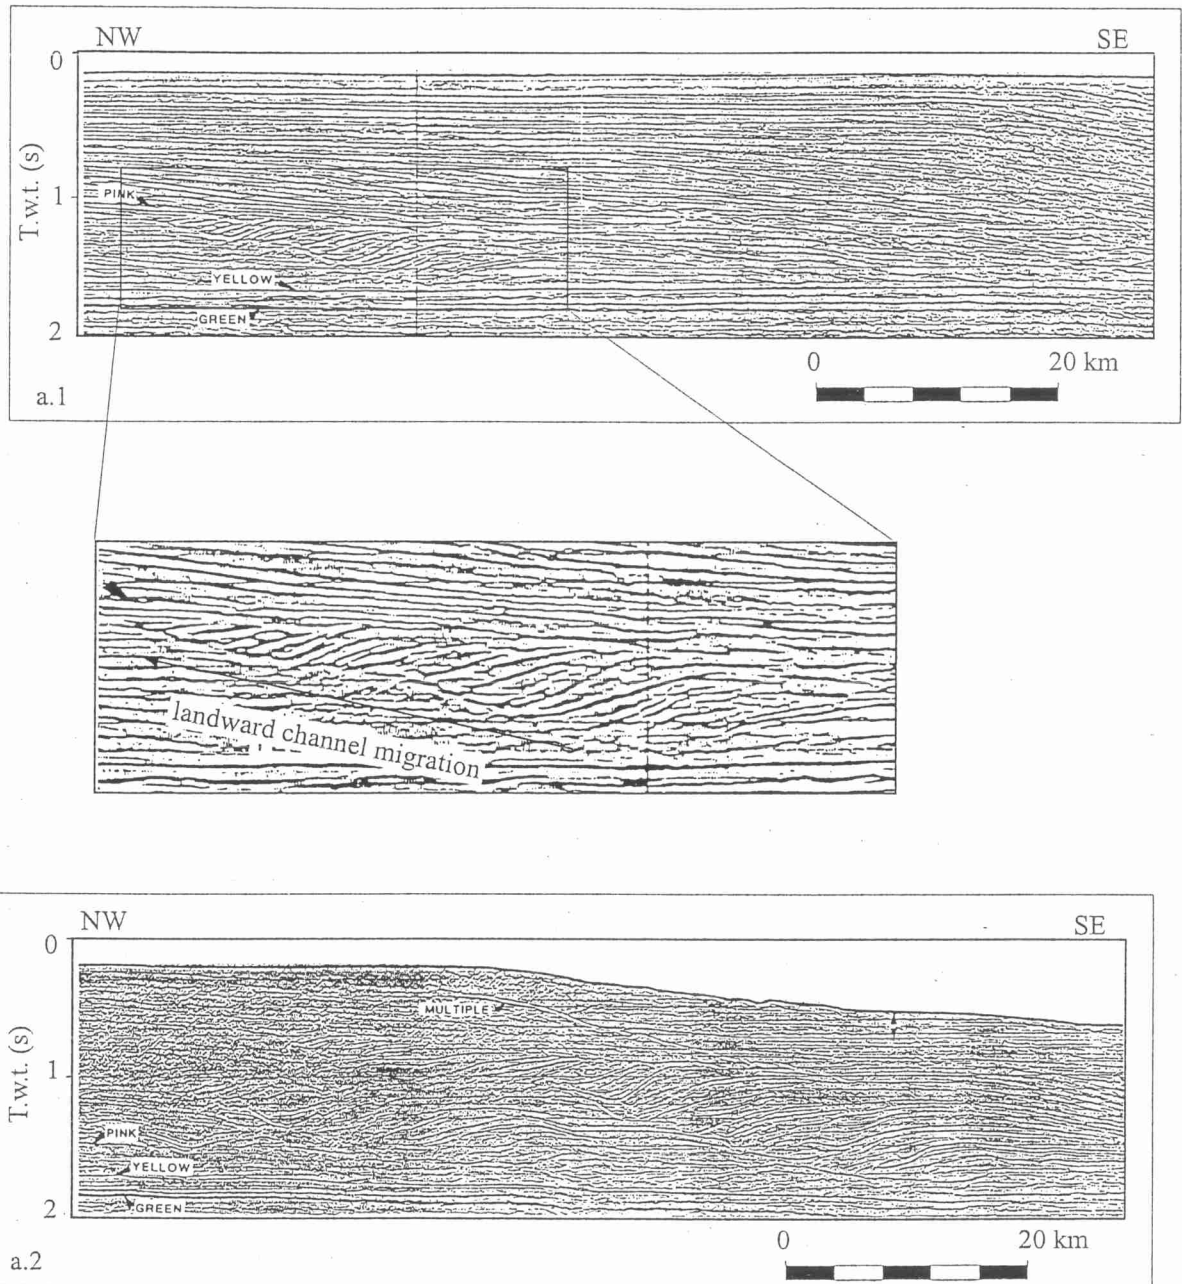 NW SE
0
T.w.t. (s)
PINK
1
YELLOW
GREEN
2
0 20 km
a.1
landward channel migration
NW SE
0
MULTIPLE
T.w.t. (s)
1
PINK
YELLOW
GREEN
2
0 20 km
a.2